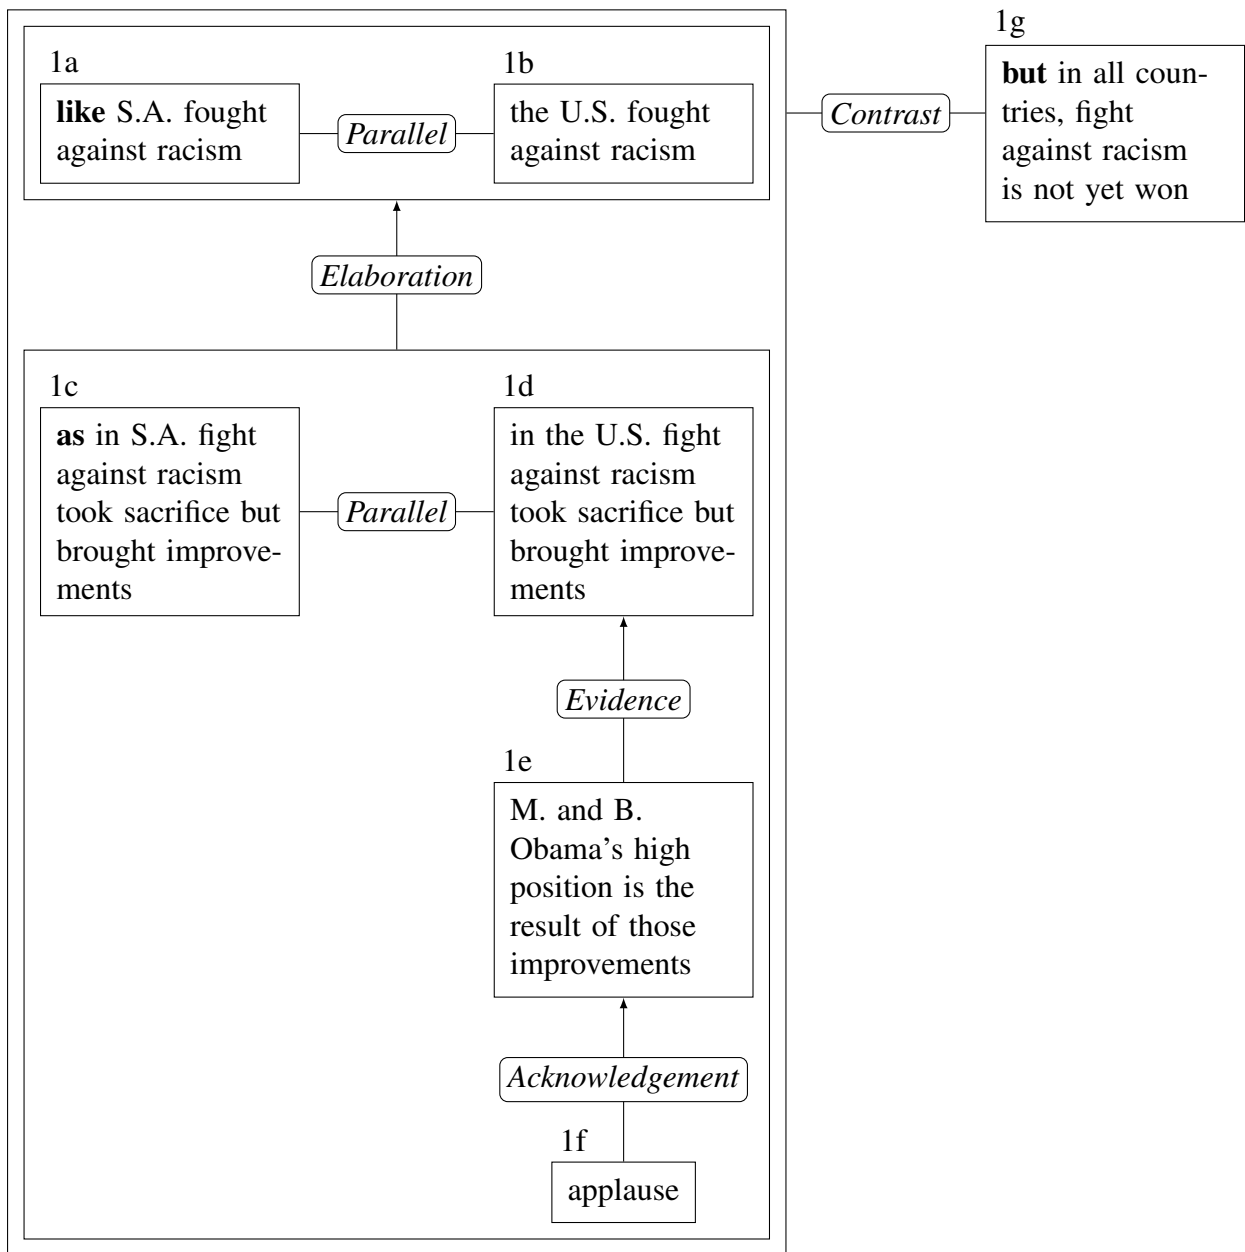 1a
like S.A. fought
against racism
Parallel
1b
the U.S. fought
against racism
Contrast
1g
but in all coun-
tries, fight
against racism
is not yet won
Elaboration
1c
as in S.A. fight
against racism
took sacrifice but
brought improve-
ments
Parallel
1d
in the U.S. fight
against racism
took sacrifice but
brought improve-
ments
Evidence
1e
M. and B.
Obama's high
position is the
result of those
improvements
Acknowledgement
1f
applause